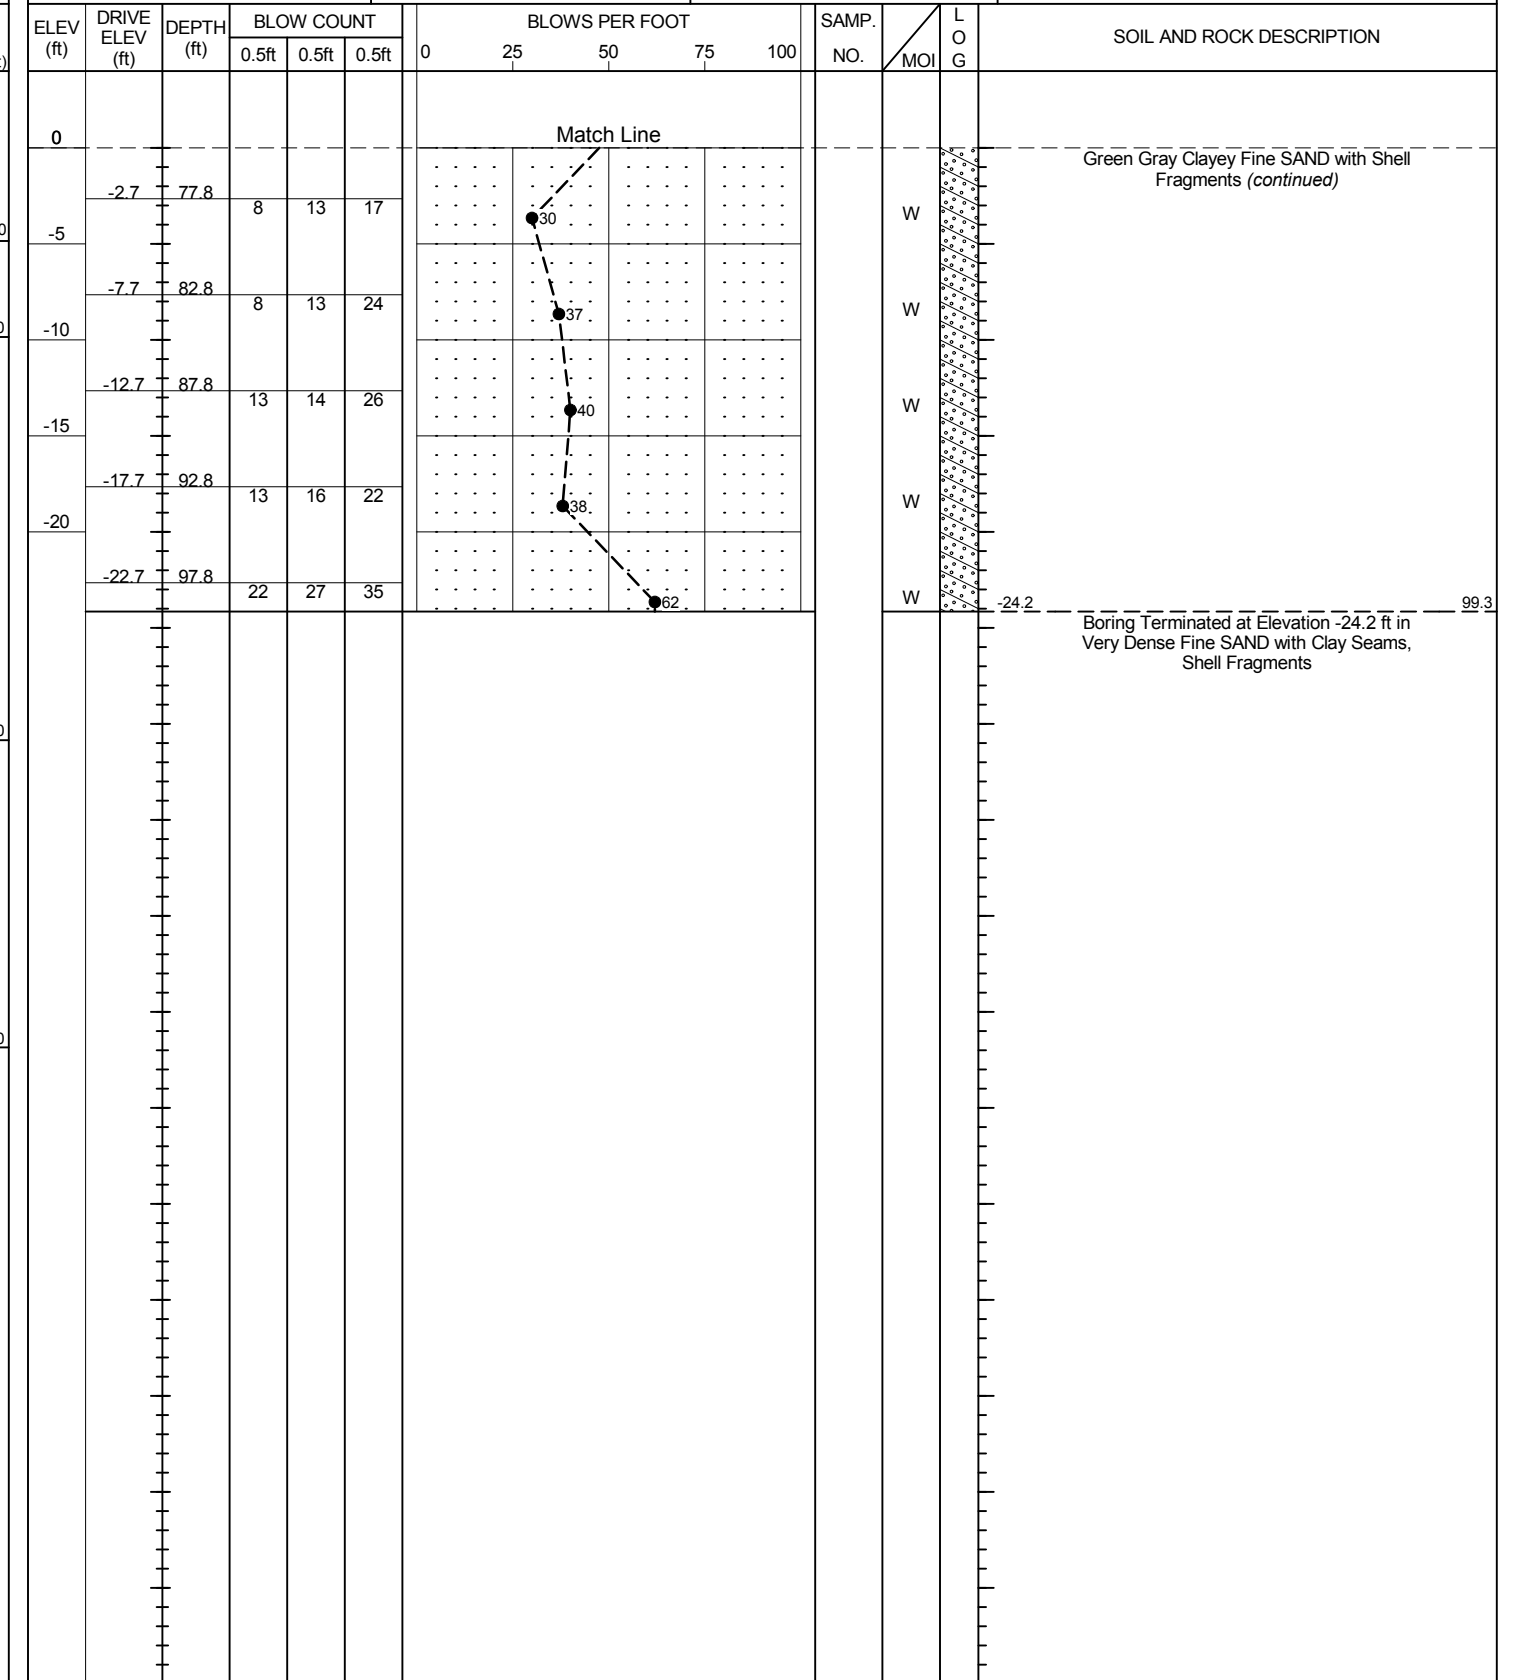 ELEV
(ft)
DRIVE
ELEV
(ft)
DEPTH
(ft)
BLOW COUNT
0.5ft 0.5ft 0.5ft
BLOWS PER FOOT
0 25 50 75 100
SAMP.
NO.
MOI
L
O
G
SOIL AND ROCK DESCRIPTION
0
Match Line
Green Gray Clayey Fine SAND with Shell
Fragments (continued)
-2.7 77.8
8 13 17
30
W
-5
-7.7 82.8
8 13 24
37
W
-10
-12.7 87.8
13 14 26
40
W
-15
-17.7 92.8
13 16 22
38
W
-20
-22.7 97.8
22 27 35
62
W
-24.2 99.3
Boring Terminated at Elevation -24.2 ft in
Very Dense Fine SAND with Clay Seams,
Shell Fragments